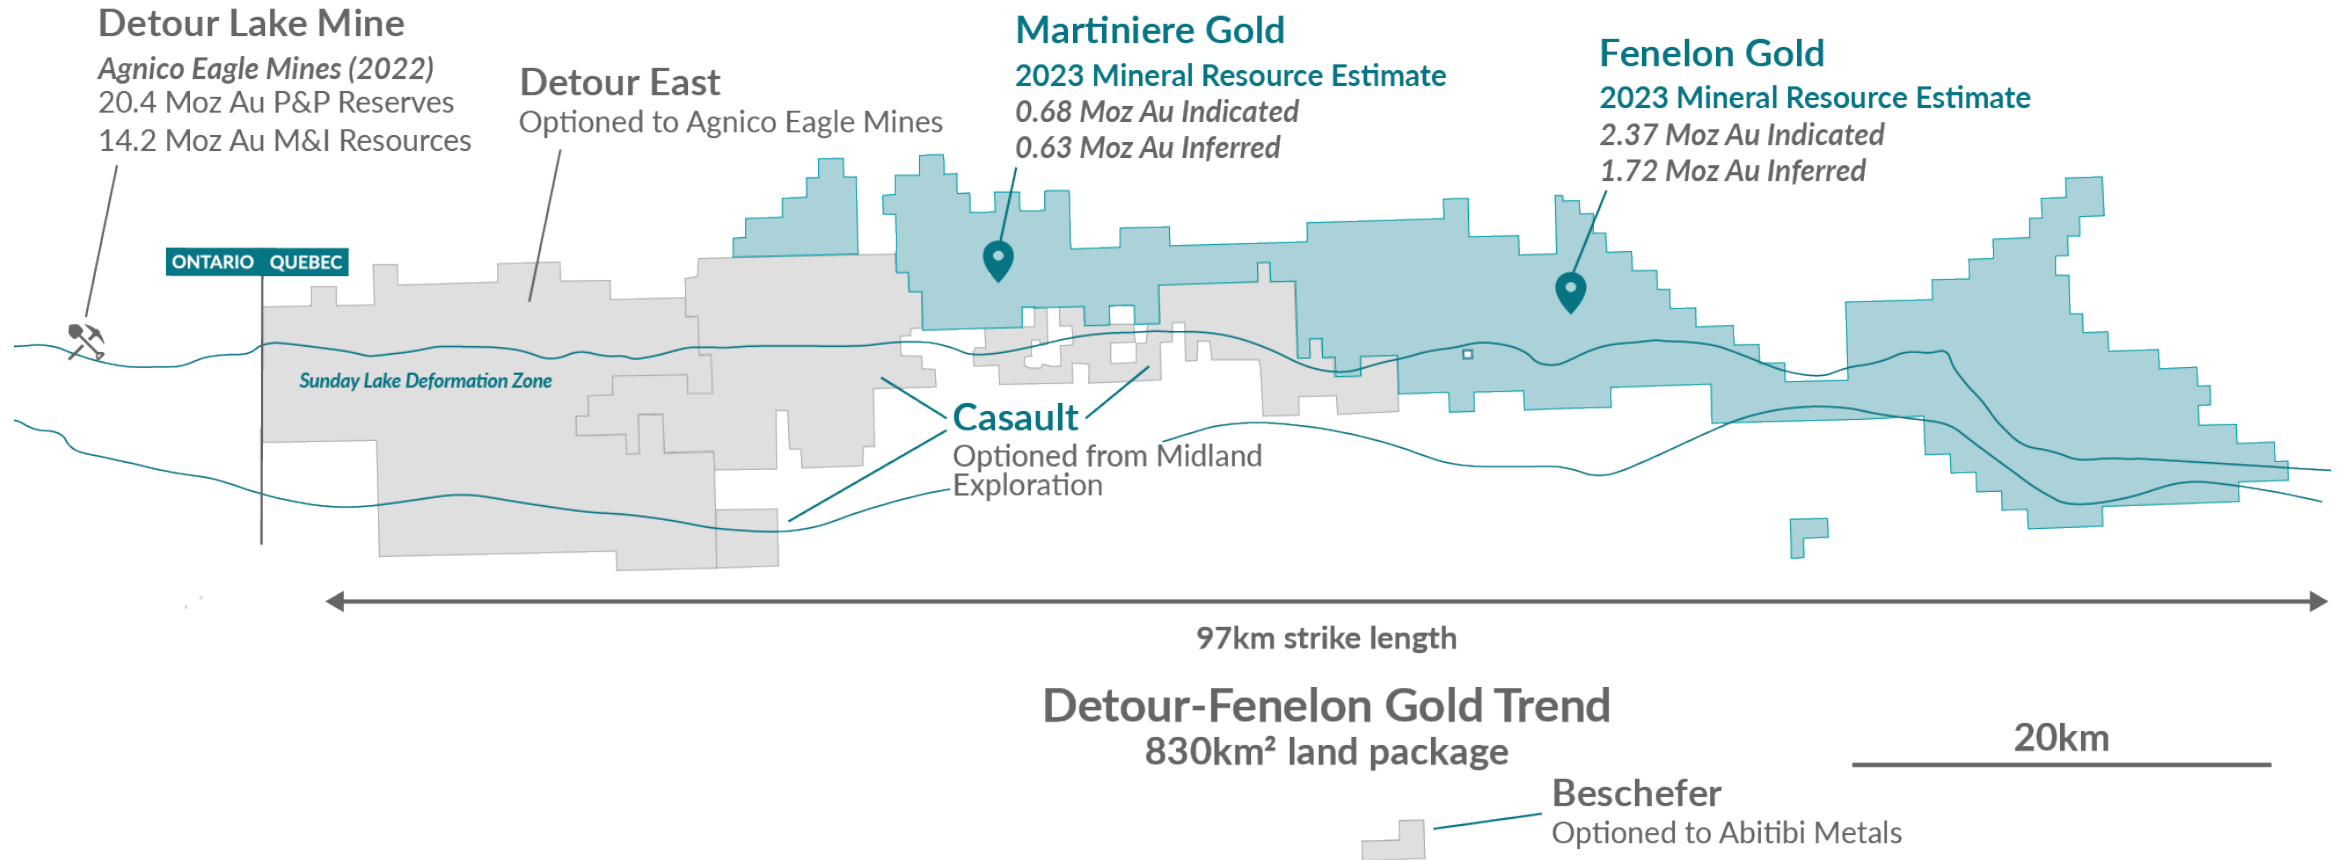 Detour Lake Mine
Agnico Eagle Mines (2022)
20.4 Moz Au P&P Reserves
14.2 Moz Au M&I Resources
Detour East
Optioned to Agnico Eagle Mines
Martiniere Gold
2023 Mineral Resource Estimate
0.68 Moz Au Indicated
0.63 Moz Au Inferred
Fenelon Gold
2023 Mineral Resource Estimate
2.37 Moz Au Indicated
1.72 Moz Au Inferred
ONTARIO QUEBEC
Sunday Lake Deformation Zone
Casault
Optioned from Midland
Exploration
97km strike length
Detour-Fenelon Gold Trend
830km² land package
20km
Beschefer
Optioned to Abitibi Metals